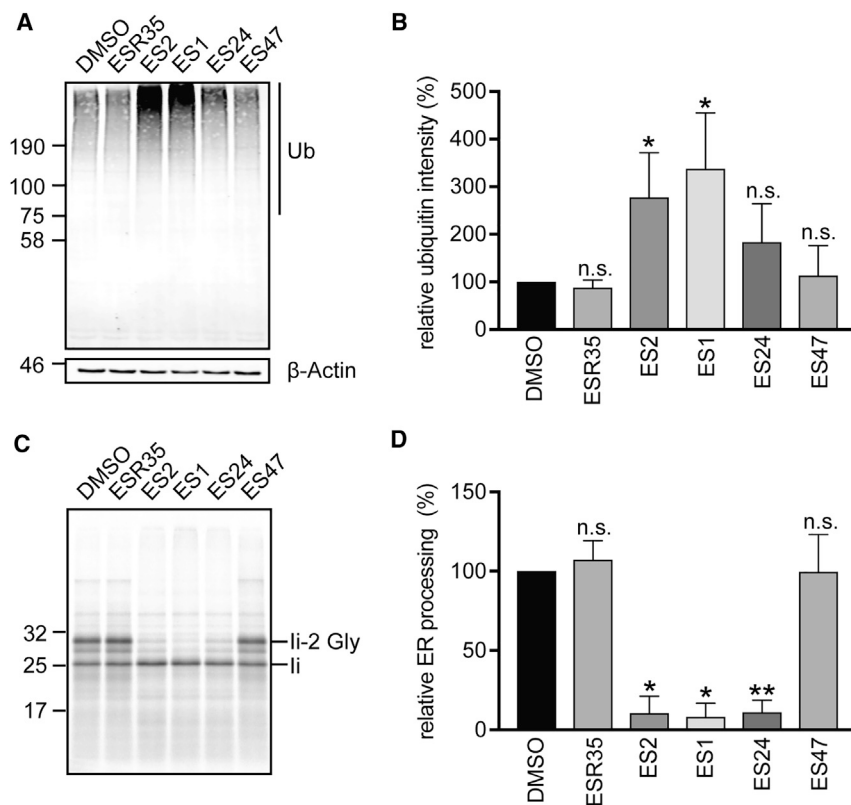 A
DMSO
ESR35
ES2
ES1
ES24
ES47
190
100
75
58
Ub
46
β-Actin
B
relative ubiquitin intensity (%)
500
400
300
200
100
0
n.s.
*
*
n.s.
n.s.
DMSO
ESR35
ES2
ES1
ES24
ES47
C
DMSO
ESR35
ES2
ES1
ES24
ES47
32
25
17
Ii-2 Gly
Ii
D
relative ER processing (%)
150
100
50
0
n.s.
*
*
**
n.s.
DMSO
ESR35
ES2
ES1
ES24
ES47